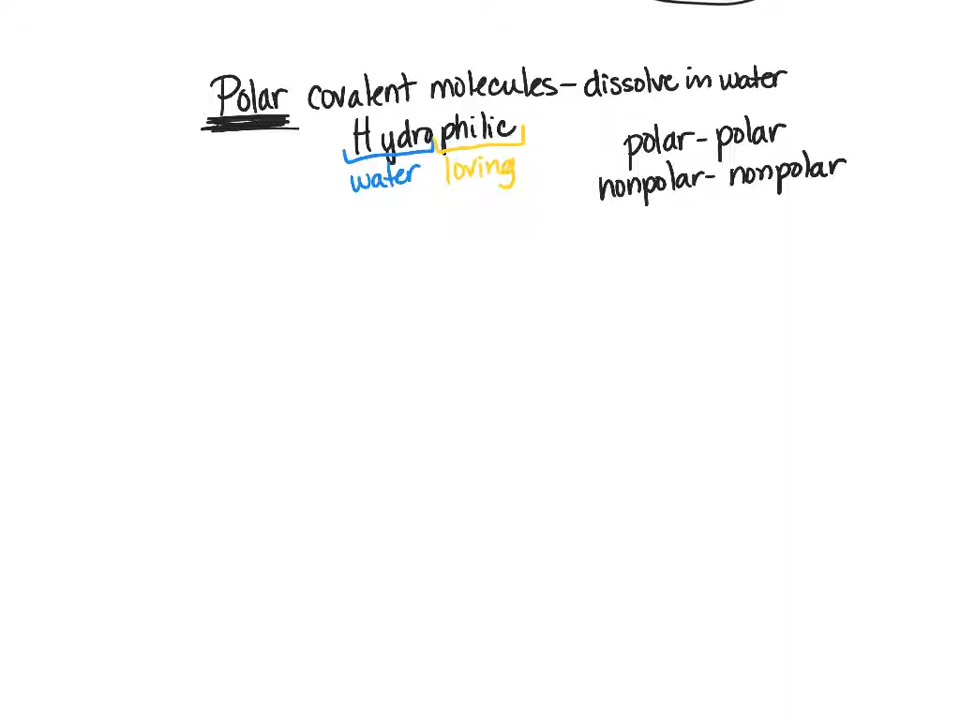 Polar covalent molecules - dissolve in water
Hydrophilic
water loving
polar - polar
nonpolar - nonpolar